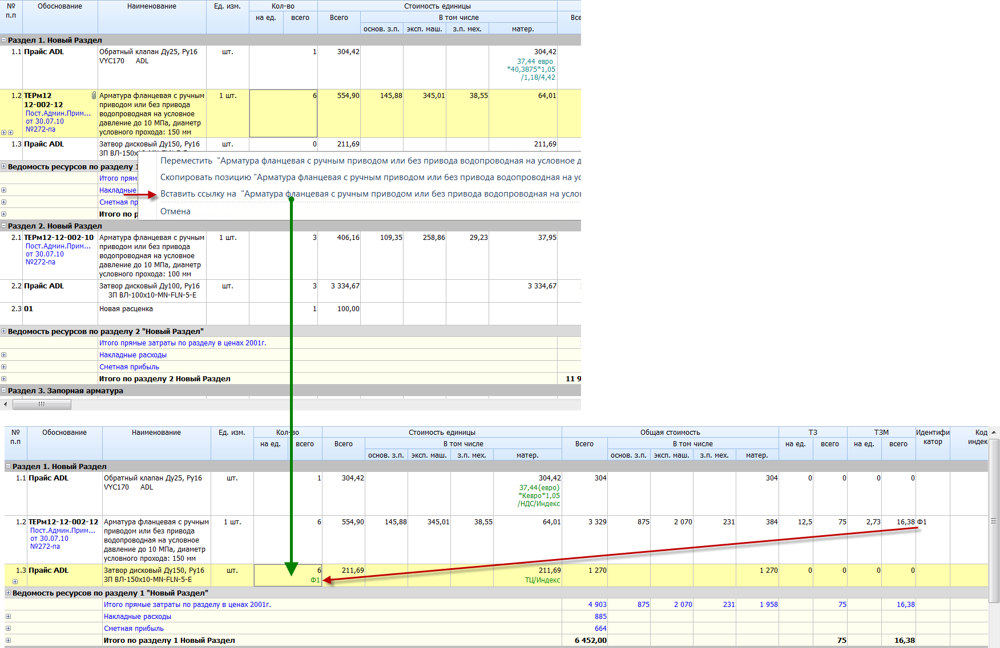 № п.п Обоснование Наименование Ед. изм. Кол-во Стоимость единицы
на ед. всего Всего В том числе Все
основ. з.п. эксп. маш. з.п. мех. матер.
Раздел 1. Новый Раздел
1.1 Прайс ADL Обратный клапан Ду25, Ру16 шт. 1 304,42 304,42
VYC170 ADL 37,44 евро
*40,3875*1,05
/1,18/4,42
1.2 ТЕРм12 Арматура фланцевая с ручным 1 шт. 6 554,90 145,88 345,01 38,55 64,01
12-002-12 приводом или без привода
Пост.Админ.Прим... водопроводная на условное
от 30.07.10 давление до 10 МПа, диаметр
№272-па условного прохода: 150 мм
1.3 Прайс ADL Затвор дисковый Ду150, Ру16 шт. 0 211,69 211,69
ЗП ВЛ-150х
Переместить "Арматура фланцевая с ручным приводом или без привода водопроводная на условное д
Ведомость ресурсов по разделу 1
Итого прям
Скопировать позицию "Арматура фланцевая с ручным приводом или без привода водопроводная на ус
Накладные
Вставить ссылку на "Арматура фланцевая с ручным приводом или без привода водопроводная на услов
Сметная пр
Отмена
Итого по р
Раздел 2. Новый Раздел
2.1 ТЕРм12-12-002-10 Арматура фланцевая с ручным 1 шт. 3 406,16 109,35 258,86 29,23 37,95
Пост.Админ.Прим... приводом или без привода
от 30.07.10 водопроводная на условное
№272-па давление до 10 МПа, диаметр
условного прохода: 100 мм
2.2 Прайс ADL Затвор дисковый Ду100, Ру16 шт. 3 3 334,67 3 334,67
ЗП ВЛ-100х10-MN-FLN-5-E
2.3 01 Новая расценка 1 100,00
Ведомость ресурсов по разделу 2 "Новый Раздел"
Итого прямые затраты по разделу в ценах 2001г.
Накладные расходы
Сметная прибыль
Итого по разделу 2 Новый Раздел 11 9
Раздел 3. Запорная арматура
№ п.п Обоснование Наименование Ед. изм. Кол-во Стоимость единицы Общая стоимость ТЗ ТЗМ Идентифи катор Код индек
на ед. всего Всего В том числе Всего В том числе на ед. всего на ед. всего
основ. з.п. эксп. маш. з.п. мех. матер. основ. з.п. эксп. маш. з.п. мех. матер.
Раздел 1. Новый Раздел
1.1 Прайс ADL Обратный клапан Ду25, Ру16 шт. 1 304,42 304,42 304 304 0 0 0 0
VYC170 ADL 37,44{евро}
*Кевро*1,05
/НДС/Индекс
1.2 ТЕРм12-12-002-12 Арматура фланцевая с ручным 1 шт. 6 554,90 145,88 345,01 38,55 64,01 3 329 875 2 070 231 384 12,5 75 2,73 16,38 Ф1
Пост.Админ.Прим... приводом или без привода
от 30.07.10 водопроводная на условное
№272-па давление до 10 МПа, диаметр
условного прохода: 150 мм
1.3 Прайс ADL Затвор дисковый Ду150, Ру16 шт. 6 211,69 211,69 1 270 1 270 0 0 0 0
ЗП ВЛ-150х10-MN-FLN-5-E Ф1 ТЦ/Индекс
Ведомость ресурсов по разделу 1 "Новый Раздел"
Итого прямые затраты по разделу в ценах 2001г. 4 903 875 2 070 231 1 958 75 16,38
Накладные расходы 885
Сметная прибыль 664
Итого по разделу 1 Новый Раздел 6 452,00 75 16,38